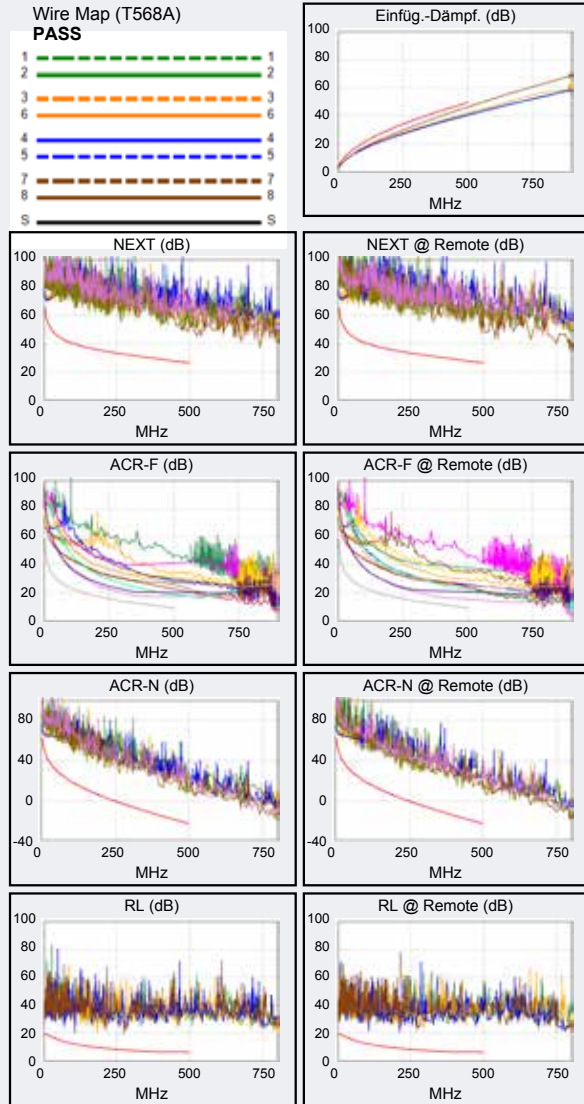 Wire Map (T568A)
PASS
1 1
2 2
3 3
6 6
4 4
5 5
7 7
8 8
S S
Einfüg.-Dämpf. (dB)
100
80
60
40
20
0
0 250 500 750
MHz
NEXT (dB)
100
80
60
40
20
0
0 250 500 750
MHz
NEXT @ Remote (dB)
100
80
60
40
20
0
0 250 500 750
MHz
ACR-F (dB)
100
80
60
40
20
0
0 250 500 750
MHz
ACR-F @ Remote (dB)
100
80
60
40
20
0
0 250 500 750
MHz
ACR-N (dB)
80
40
0
-40
0 250 500 750
MHz
ACR-N @ Remote (dB)
80
40
0
-40
0 250 500 750
MHz
RL (dB)
100
80
60
40
20
0
0 250 500 750
MHz
RL @ Remote (dB)
100
80
60
40
20
0
0 250 500 750
MHz